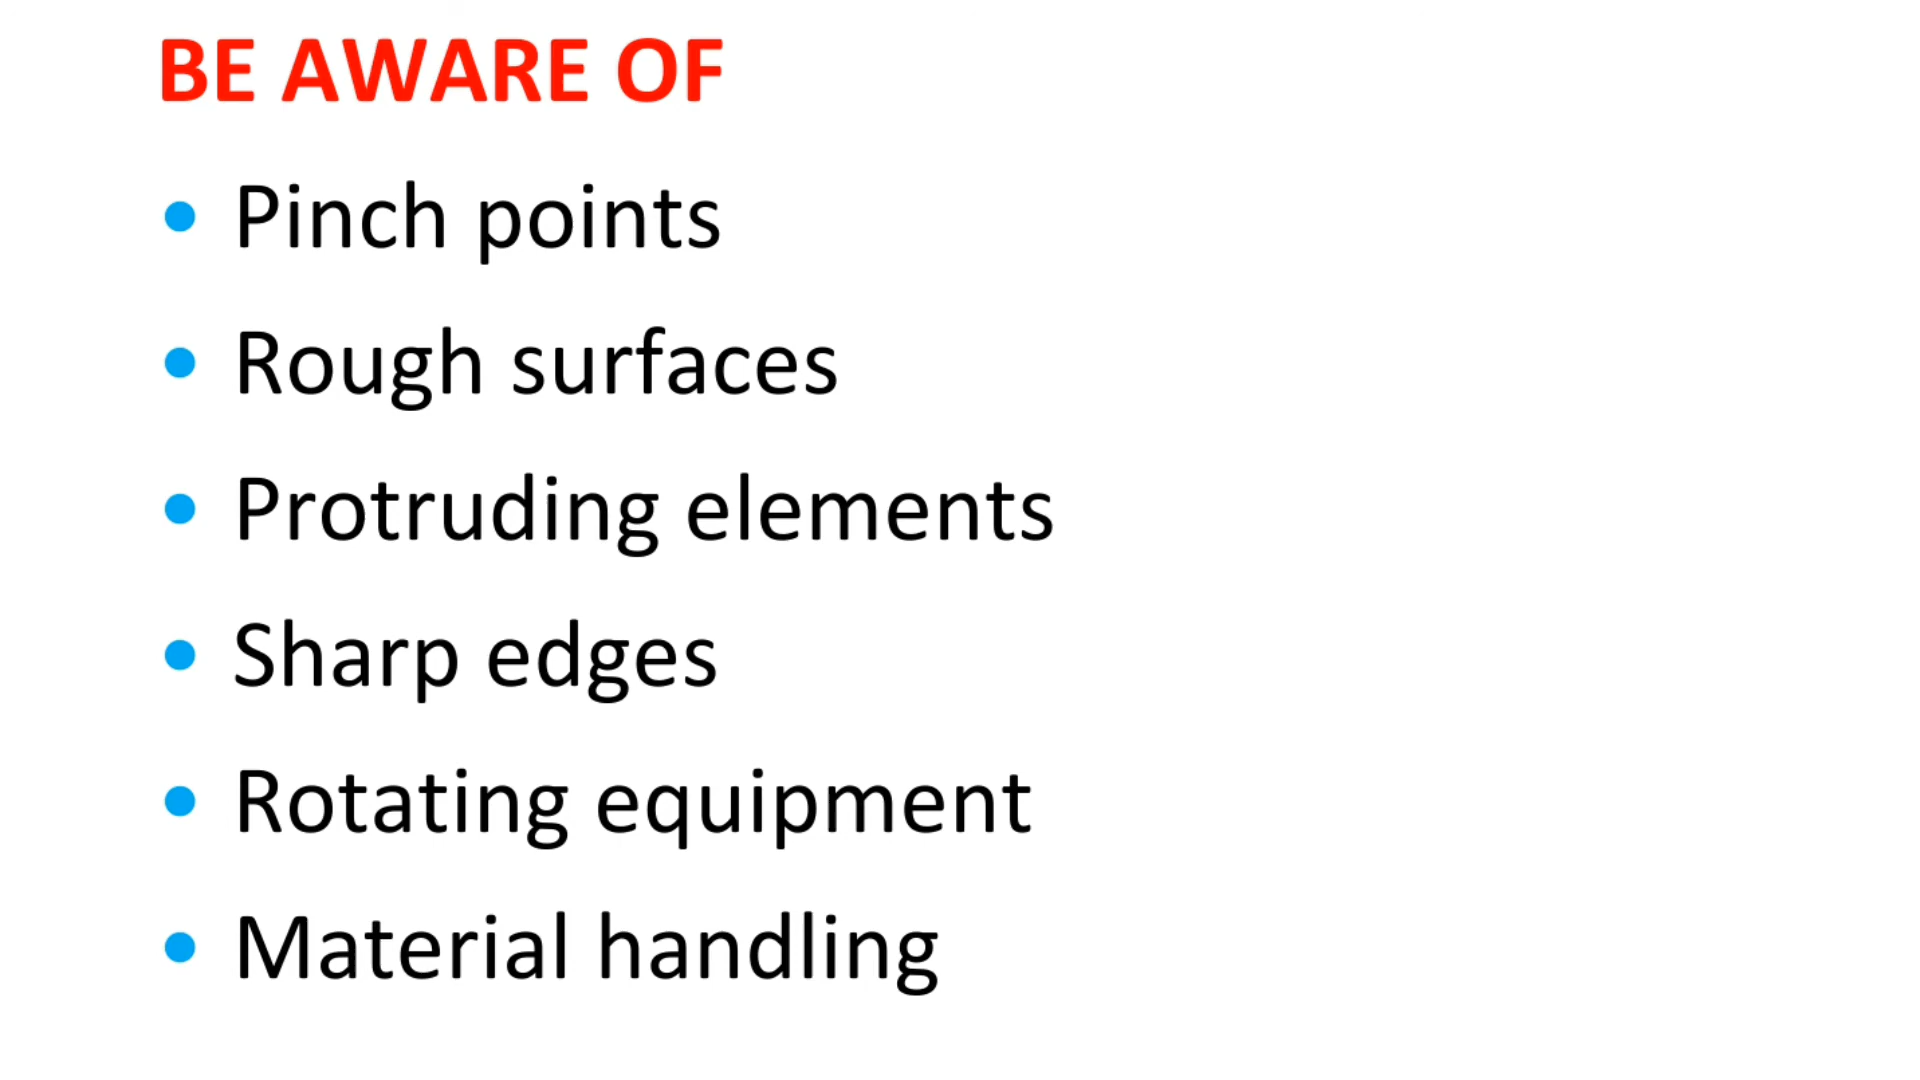 BE AWARE OF
• Pinch points
• Rough surfaces
• Protruding elements
• Sharp edges
• Rotating equipment
• Material handling